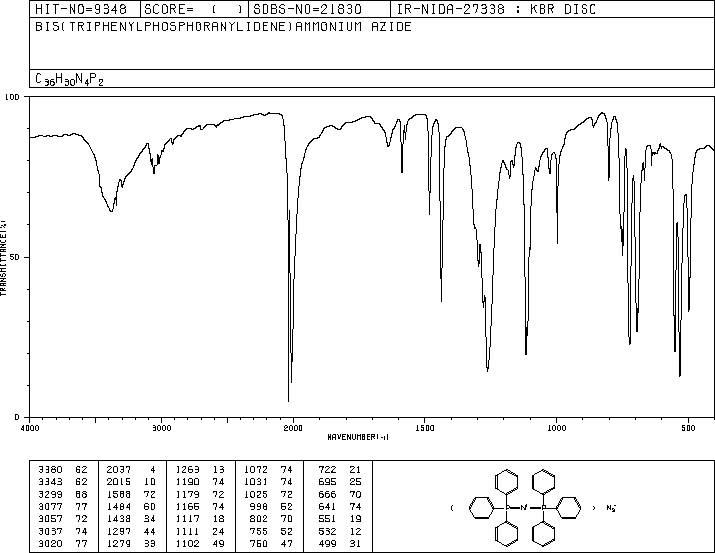 HIT-NO=9348 SCORE= ( ) SDBS-NO=21830 IR-NIDA-27338 : KBR DISC
BIS(TRIPHENYLPHOSPHORANYLIDENE)AMMONIUM AZIDE
C36H30N4P2
100
50
0
TRANSMITTANCE(%)
4000 3000 2000 1500 1000 500
WAVENUMBER(-1)
3380 62 2037 4 1263 13 1072 74 722 21
3343 62 2015 10 1190 74 1031 74 695 25
3299 68 1588 72 1179 72 1025 72 666 70
3077 77 1484 60 1165 74 998 52 641 74
3057 72 1438 34 1117 18 802 70 551 19
3037 74 1297 44 1111 24 755 52 532 12
3020 77 1279 33 1102 49 750 47 499 31
( P N+ P ) N3-